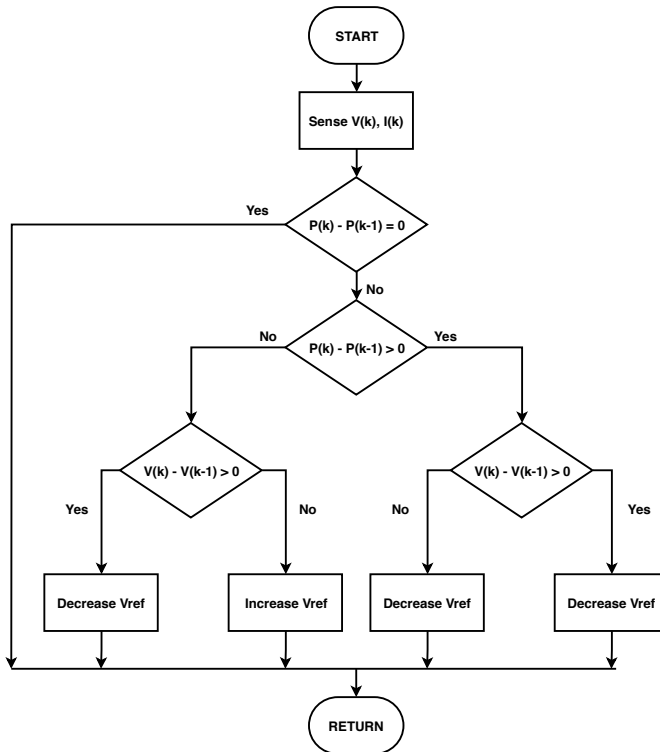 START
Sense V(k), I(k)
Yes
P(k) - P(k-1) = 0
No
No
P(k) - P(k-1) > 0
Yes
V(k) - V(k-1) > 0
V(k) - V(k-1) > 0
Yes
No
No
Yes
Decrease Vref
Increase Vref
Decrease Vref
Decrease Vref
RETURN